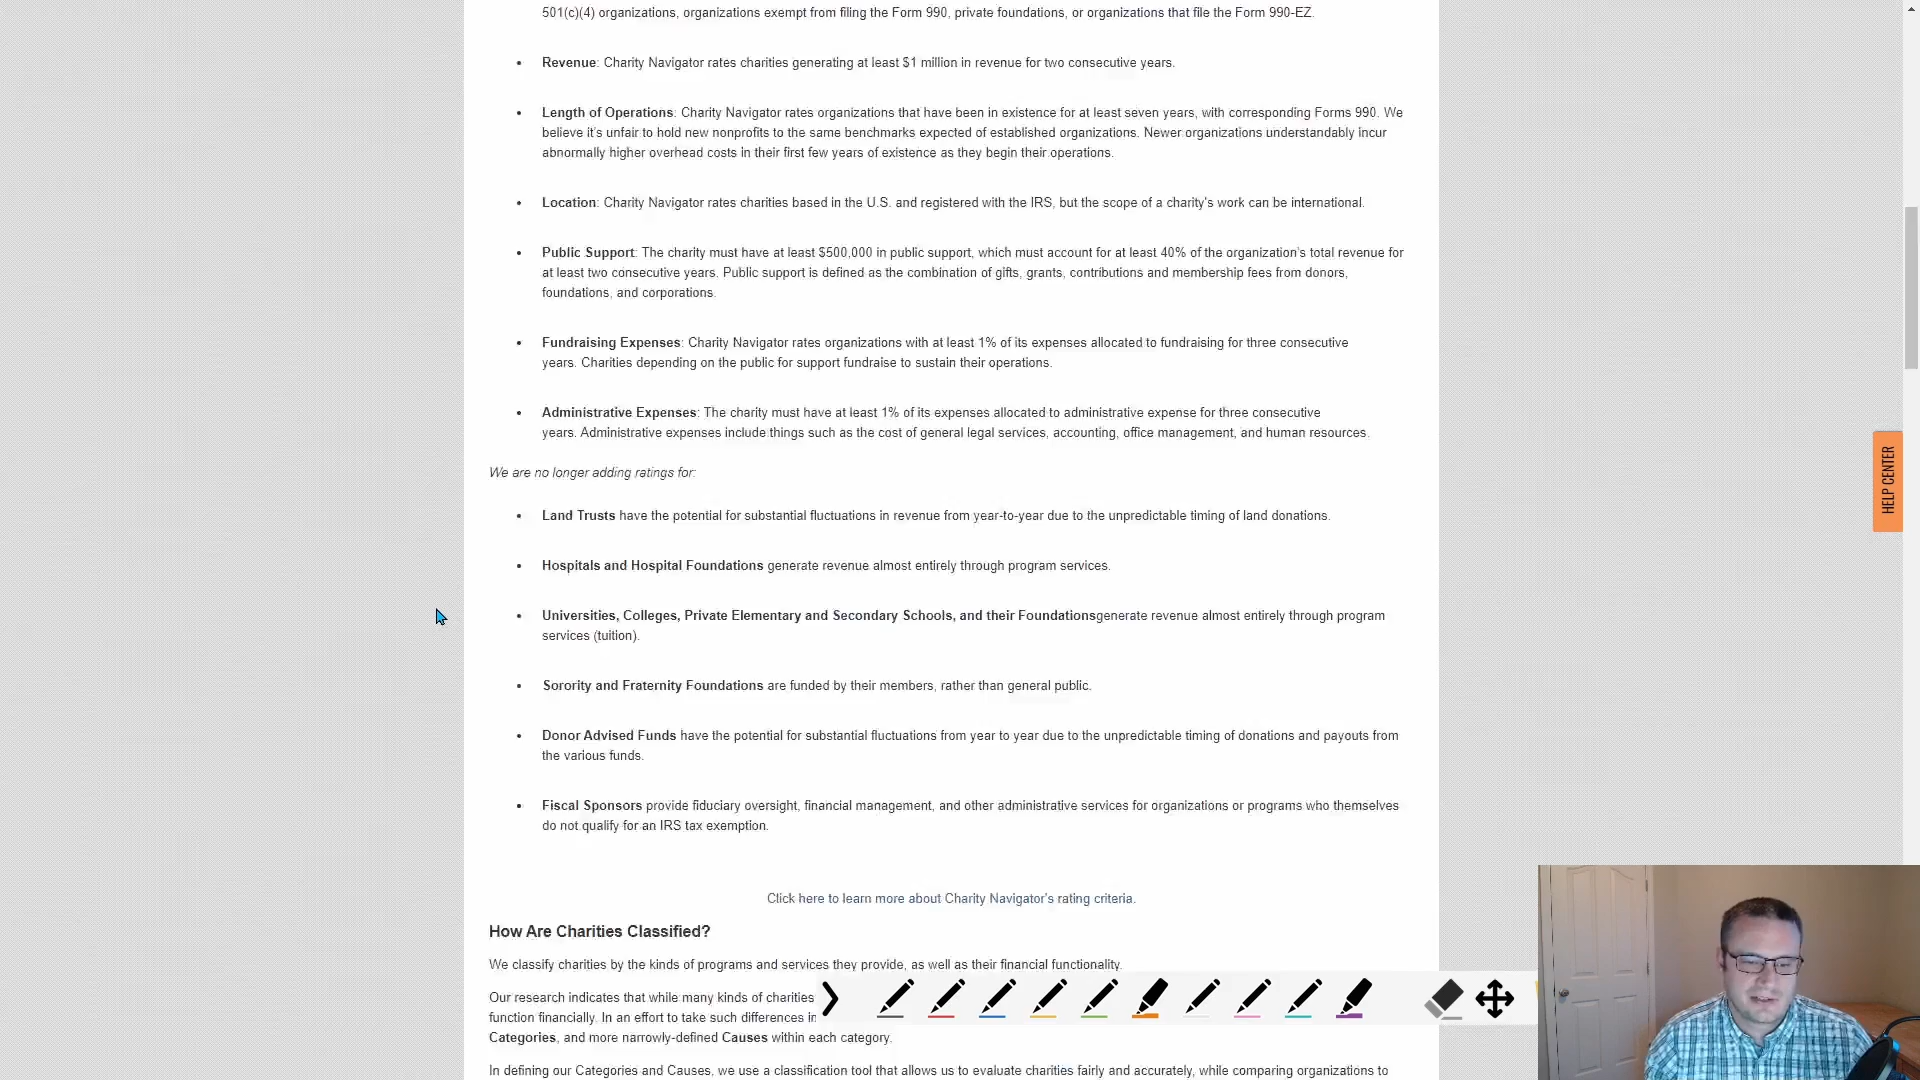 501(c)(4) organizations, organizations exempt from filing the Form 990, private foundations, or organizations that file the Form 990-EZ.
• Revenue: Charity Navigator rates charities generating at least $1 million in revenue for two consecutive years.
• Length of Operations: Charity Navigator rates organizations that have been in existence for at least seven years, with corresponding Forms 990. We
believe it's unfair to hold new nonprofits to the same benchmarks expected of established organizations. Newer organizations understandably incur
abnormally higher overhead costs in their first few years of existence as they begin their operations.
• Location: Charity Navigator rates charities based in the U.S. and registered with the IRS, but the scope of a charity's work can be international.
• Public Support: The charity must have at least $500,000 in public support, which must account for at least 40% of the organization's total revenue for
at least two consecutive years. Public support is defined as the combination of gifts, grants, contributions and membership fees from donors,
foundations, and corporations.
• Fundraising Expenses: Charity Navigator rates organizations with at least 1% of its expenses allocated to fundraising for three consecutive
years. Charities depending on the public for support fundraise to sustain their operations.
• Administrative Expenses: The charity must have at least 1% of its expenses allocated to administrative expense for three consecutive
years. Administrative expenses include things such as the cost of general legal services, accounting, office management, and human resources.
We are no longer adding ratings for:
• Land Trusts have the potential for substantial fluctuations in revenue from year-to-year due to the unpredictable timing of land donations.
• Hospitals and Hospital Foundations generate revenue almost entirely through program services.
• Universities, Colleges, Private Elementary and Secondary Schools, and their Foundationsgenerate revenue almost entirely through program
services (tuition).
• Sorority and Fraternity Foundations are funded by their members, rather than general public.
• Donor Advised Funds have the potential for substantial fluctuations from year to year due to the unpredictable timing of donations and payouts from
the various funds.
• Fiscal Sponsors provide fiduciary oversight, financial management, and other administrative services for organizations or programs who themselves
do not qualify for an IRS tax exemption.
Click here to learn more about Charity Navigator's rating criteria.
How Are Charities Classified?
We classify charities by the kinds of programs and services they provide, as well as their financial functionality.
Our research indicates that while many kinds of charities
function financially. In an effort to take such differences in
Categories, and more narrowly-defined Causes within each category.
In defining our Categories and Causes, we use a classification tool that allows us to evaluate charities fairly and accurately, while comparing organizations to
HELP CENTER